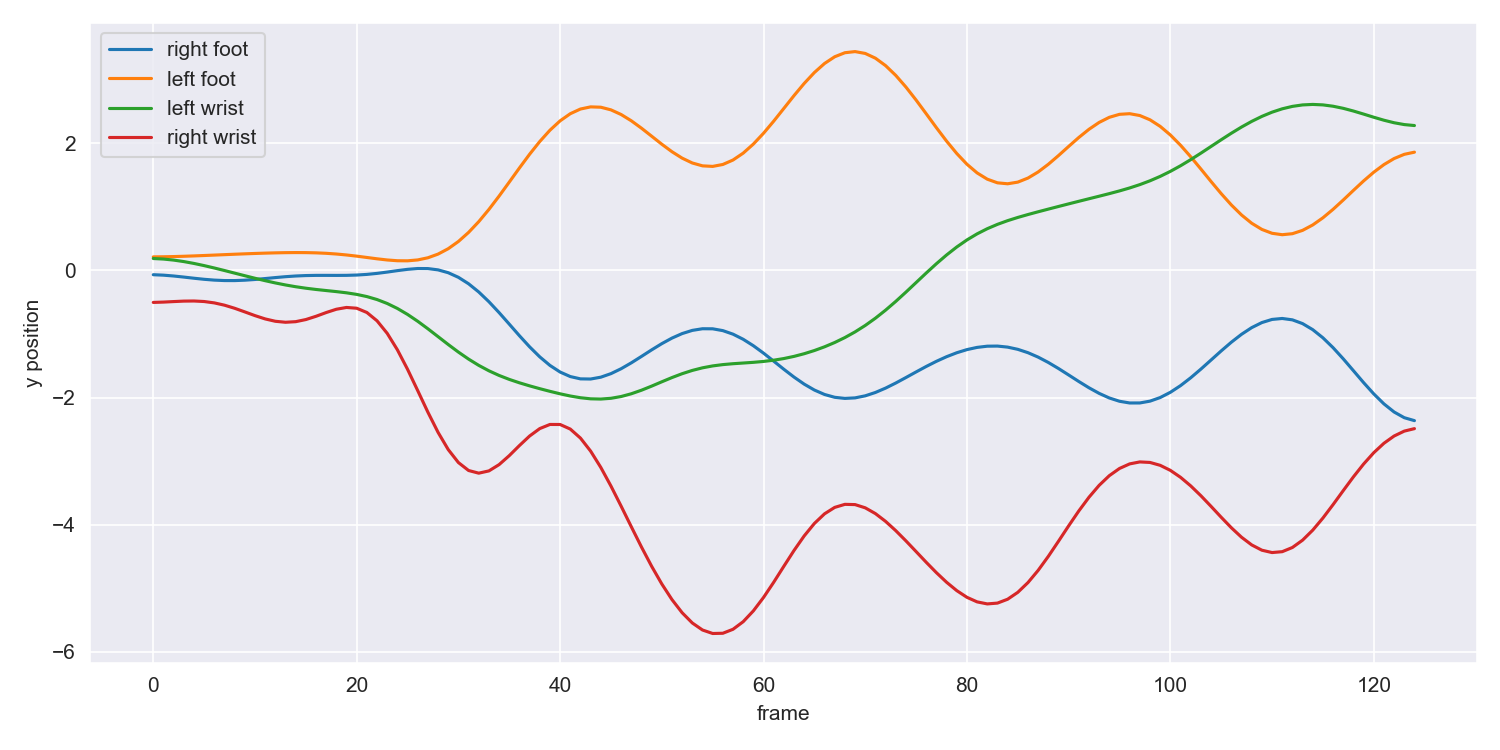 right foot
left foot
left wrist
right wrist
2
0
−2
−4
−6
y position
0 20 40 60 80 100 120
frame